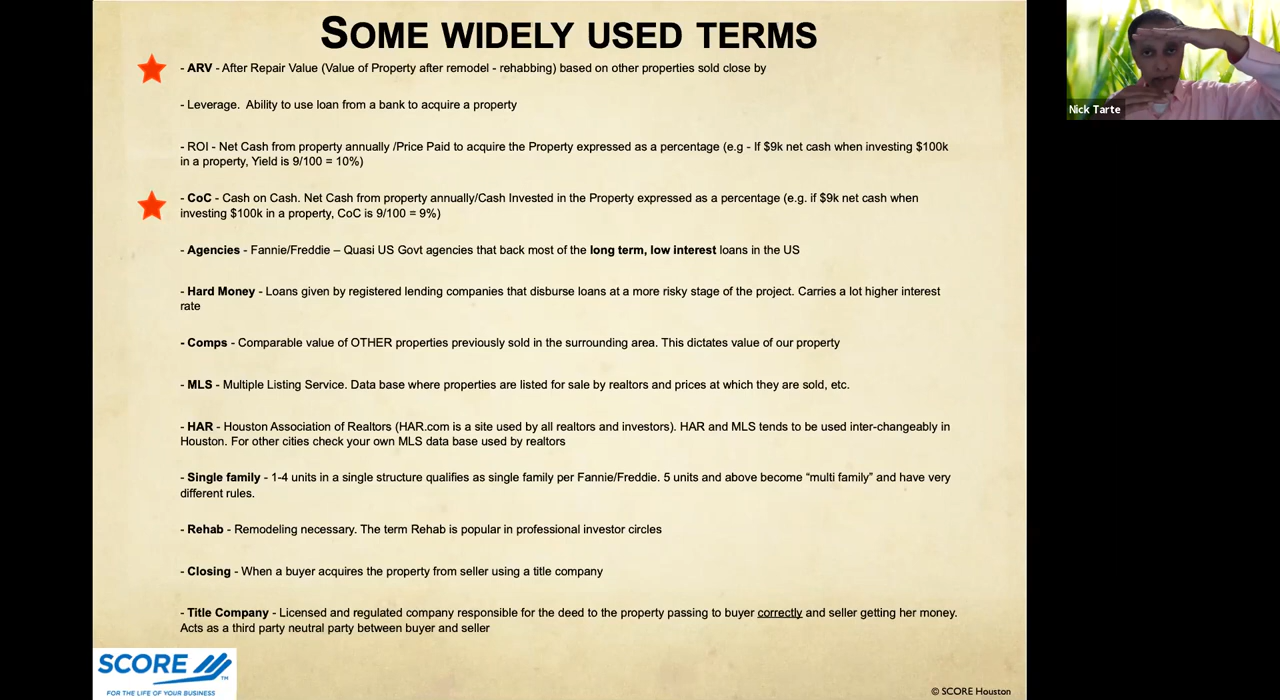 SOME WIDELY USED TERMS
- ARV - After Repair Value (Value of Property after remodel - rehabbing) based on other properties sold close by
- Leverage.  Ability to use loan from a bank to acquire a property
- ROI - Net Cash from property annually /Price Paid to acquire the Property expressed as a percentage (e.g - If $9k net cash when investing $100k
in a property, Yield is 9/100 = 10%)
- CoC - Cash on Cash. Net Cash from property annually/Cash Invested in the Property expressed as a percentage (e.g. if $9k net cash when
investing $100k in a property, CoC is 9/100 = 9%)
- Agencies - Fannie/Freddie – Quasi US Govt agencies that back most of the long term, low interest loans in the US
- Hard Money - Loans given by registered lending companies that disburse loans at a more risky stage of the project. Carries a lot higher interest
rate
- Comps - Comparable value of OTHER properties previously sold in the surrounding area. This dictates value of our property
- MLS - Multiple Listing Service. Data base where properties are listed for sale by realtors and prices at which they are sold, etc.
- HAR - Houston Association of Realtors (HAR.com is a site used by all realtors and investors). HAR and MLS tends to be used inter-changeably in
Houston. For other cities check your own MLS data base used by realtors
- Single family - 1-4 units in a single structure qualifies as single family per Fannie/Freddie. 5 units and above become “multi family” and have very
different rules.
- Rehab - Remodeling necessary. The term Rehab is popular in professional investor circles
- Closing - When a buyer acquires the property from seller using a title company
- Title Company - Licensed and regulated company responsible for the deed to the property passing to buyer correctly and seller getting her money.
Acts as a third party neutral party between buyer and seller
SCORE TM
FOR THE LIFE OF YOUR BUSINESS
© SCORE Houston
Nick Tarte